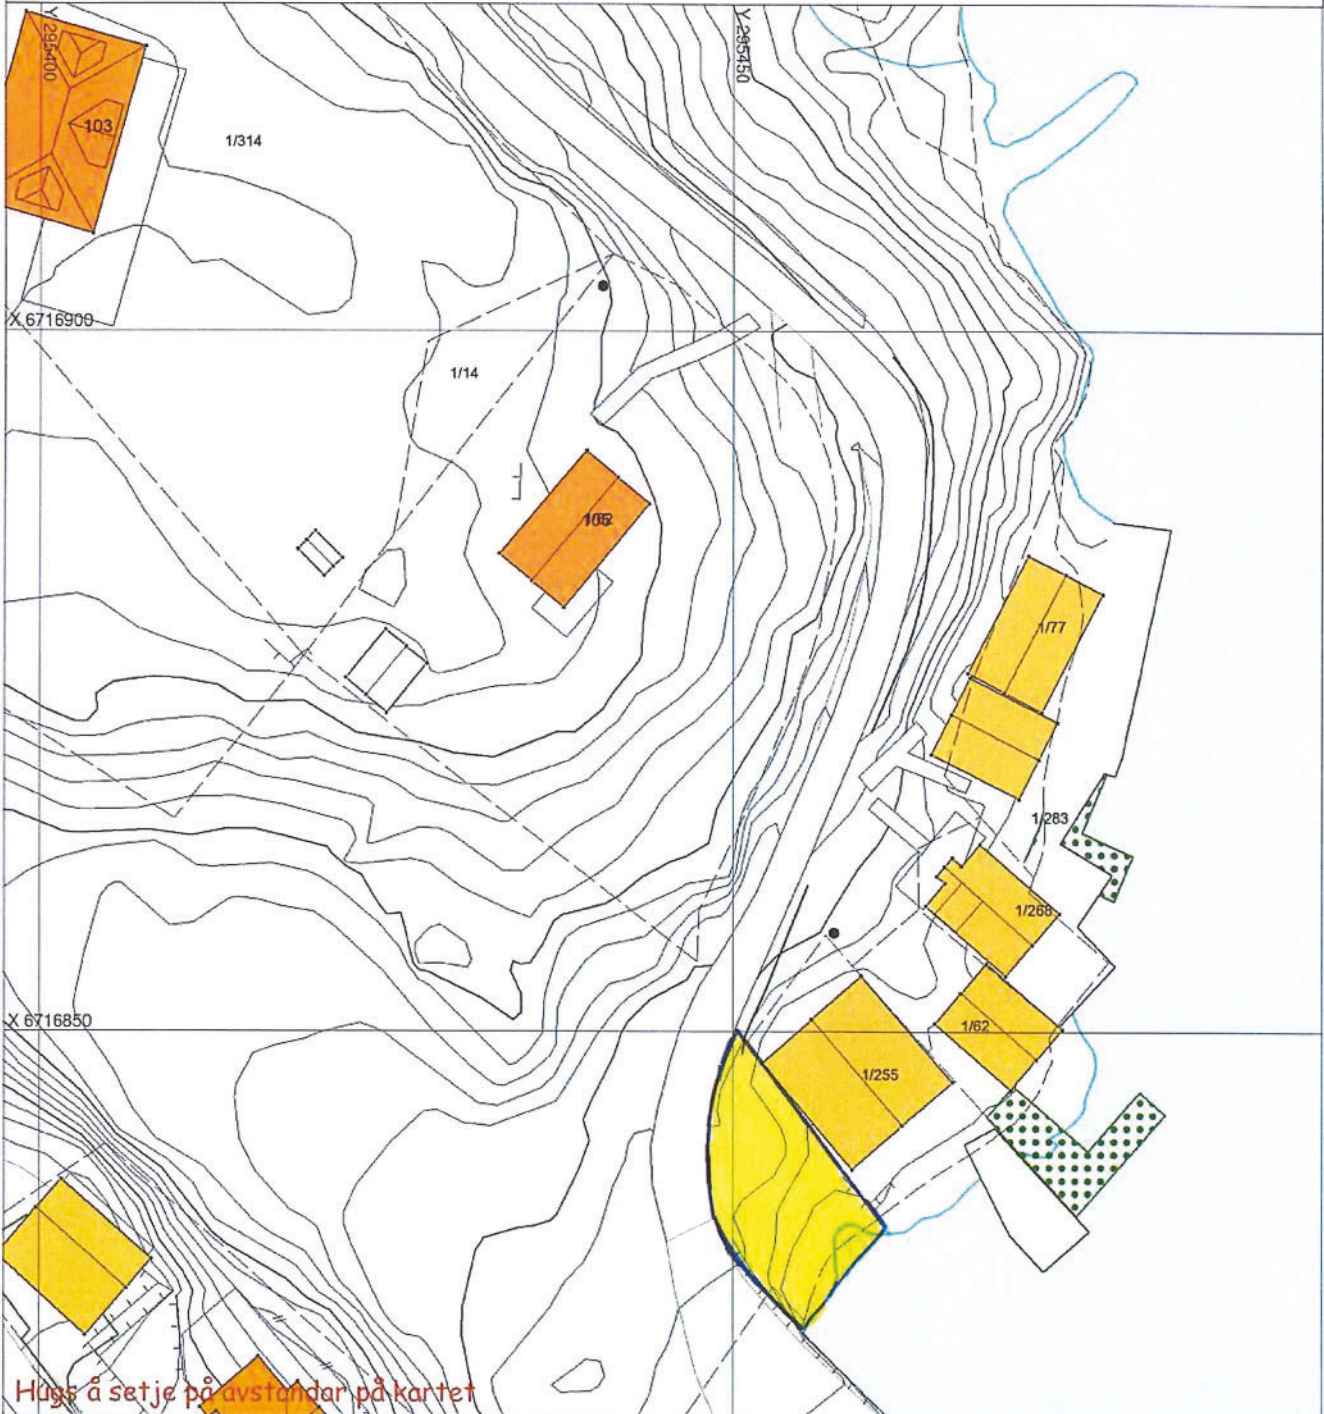 Y 295400
Y 295450
103
1/314
X 6716900
1/14
1/77
1/283
1/268
X 6716850
1/62
1/255
Hugs å setje på avstandar på kartet